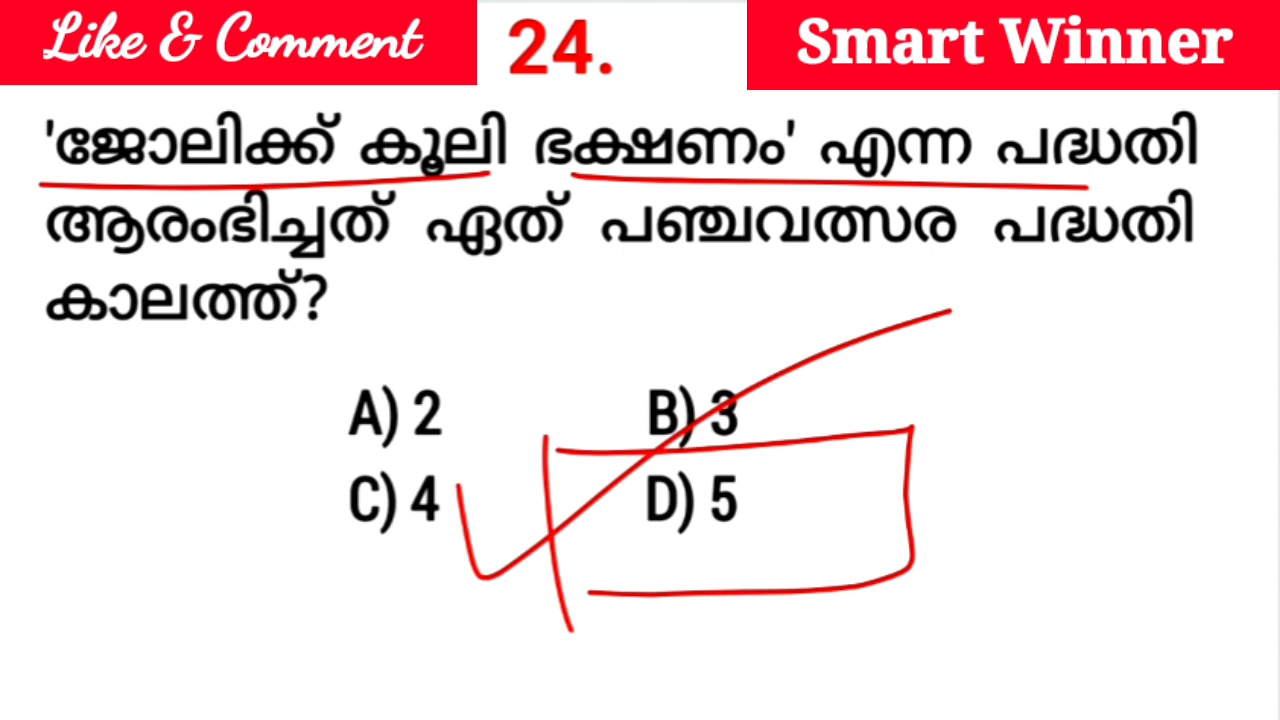 Like & Comment
24.
Smart Winner
'ജോലിക്ക് കൂലി ഭക്ഷണം' എന്ന പദ്ധതി
ആരംഭിച്ചത് ഏത് പഞ്ചവത്സര പദ്ധതി
കാലത്ത്?
A) 2 B) 3
C) 4 D) 5